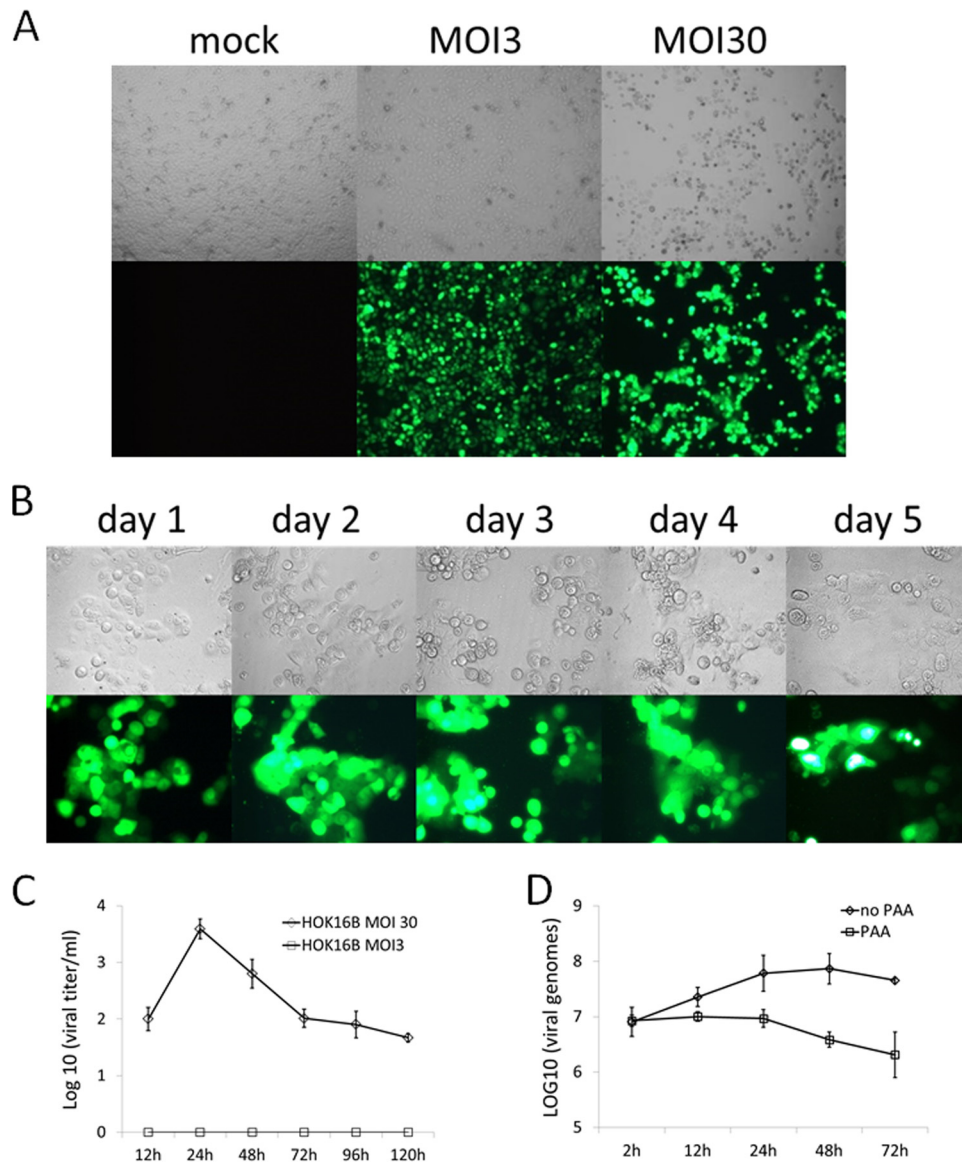 A
mock MOI3 MOI30
B
day 1 day 2 day 3 day 4 day 5
C
Log 10 (viral titer/ml)
4
3
2
1
0
HOK16B MOI 30
HOK16B MOI3
12h 24h 48h 72h 96h 120h
D
LOG10 (viral genomes)
9
8
7
6
5
no PAA
PAA
2h 12h 24h 48h 72h